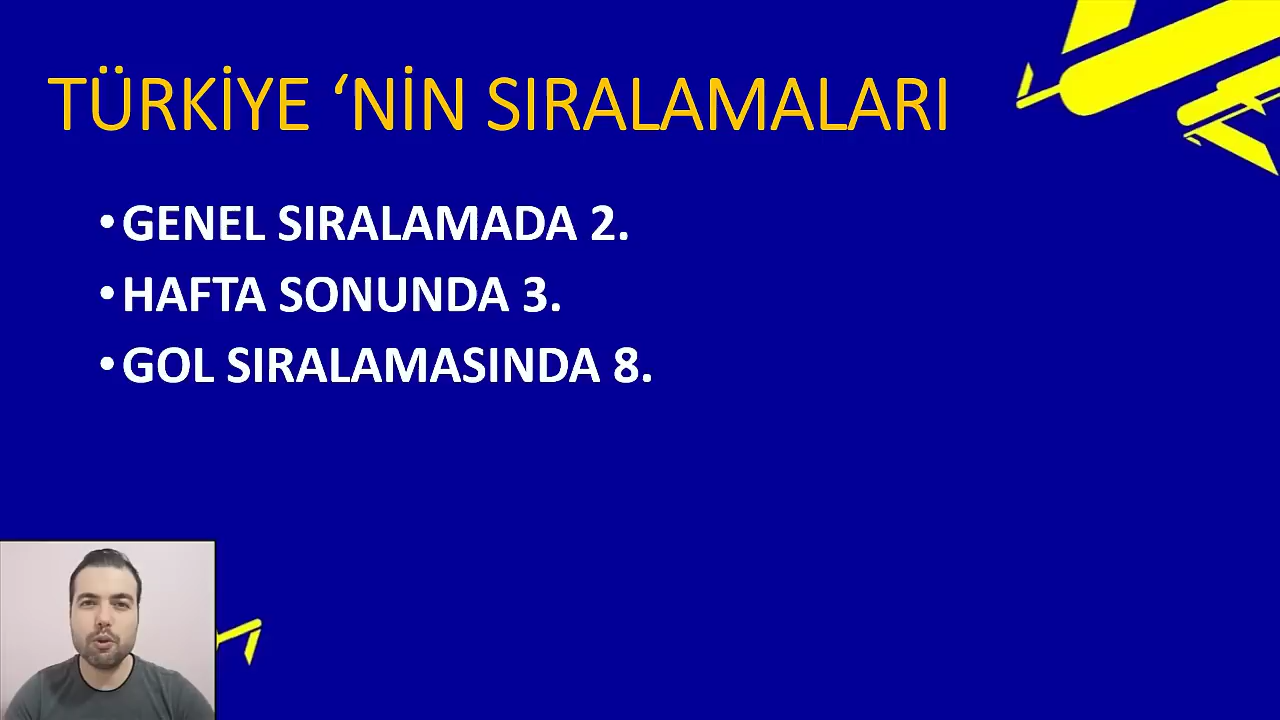 TÜRKİYE ‘NİN SIRALAMALARI
•GENEL SIRALAMADA 2.
•HAFTA SONUNDA 3.
•GOL SIRALAMASINDA 8.